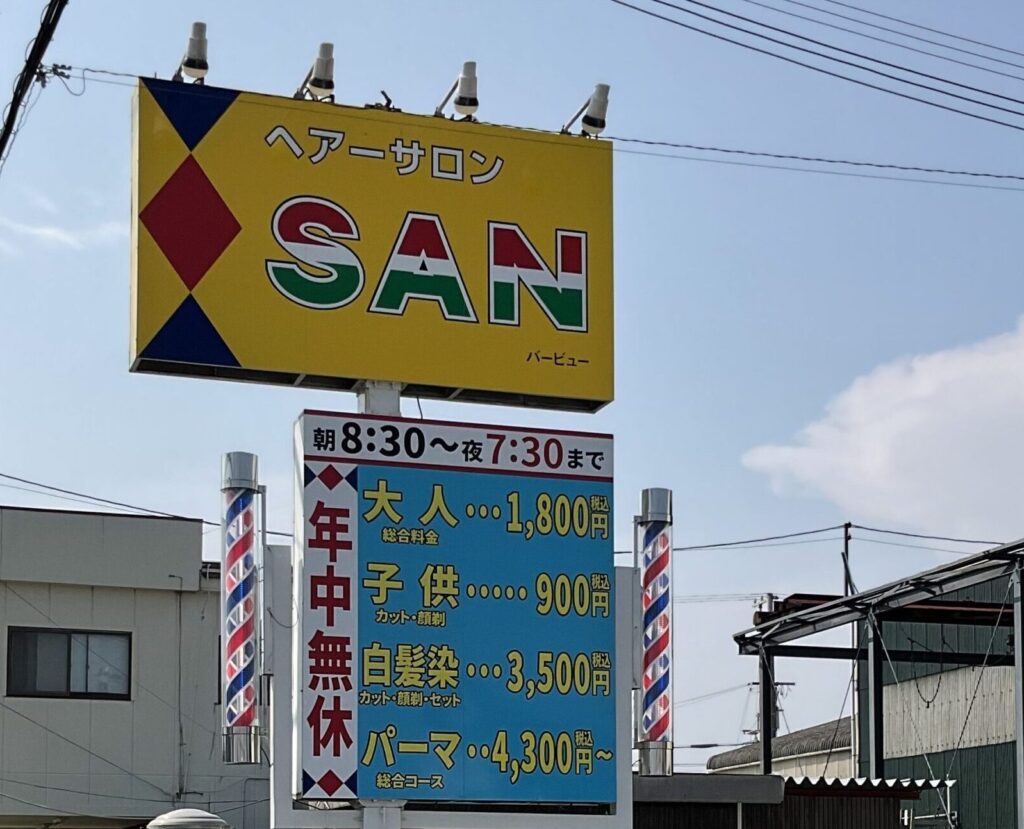 ヘアーサロン
SAN
バービュー
朝8:30～夜7:30まで
年中無休
大人…1,800円税込
総合料金
子供……900円税込
カット・顔剃
白髪染…3,500円税込
カット・顔剃・セット
パーマ‥4,300円税込～
総合コース